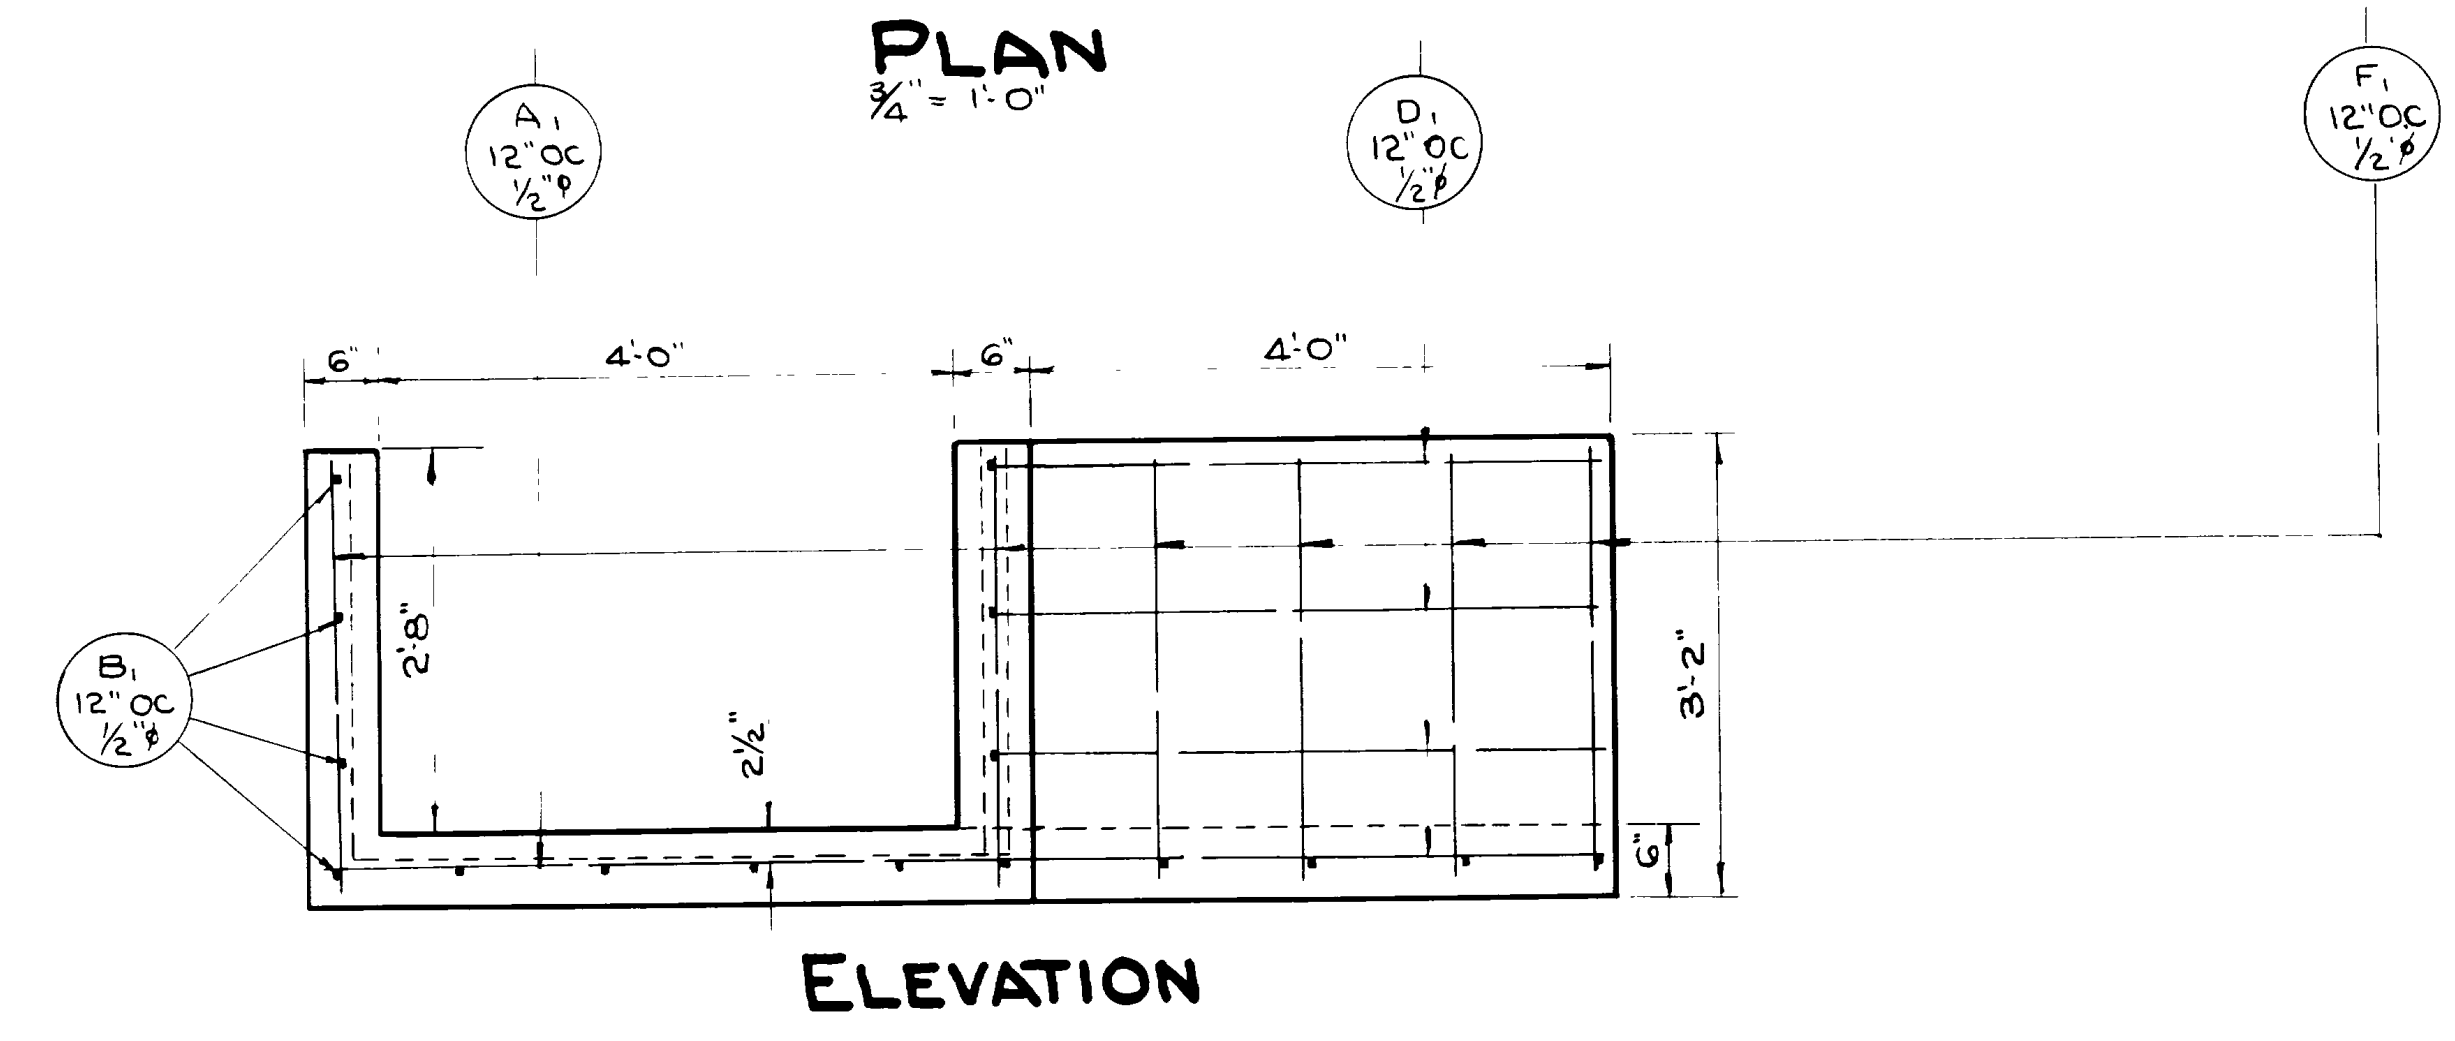 PLAN
3/4" = 1'-0"
A1
12" OC
1/2"φ
D1
12" OC
1/2"φ
F1
12" OC
1/2"φ
6"
4'-0"
6"
4'-0"
2'-8"
2 1/2"
3'-2"
6"
B1
12" OC
1/2"φ
ELEVATION